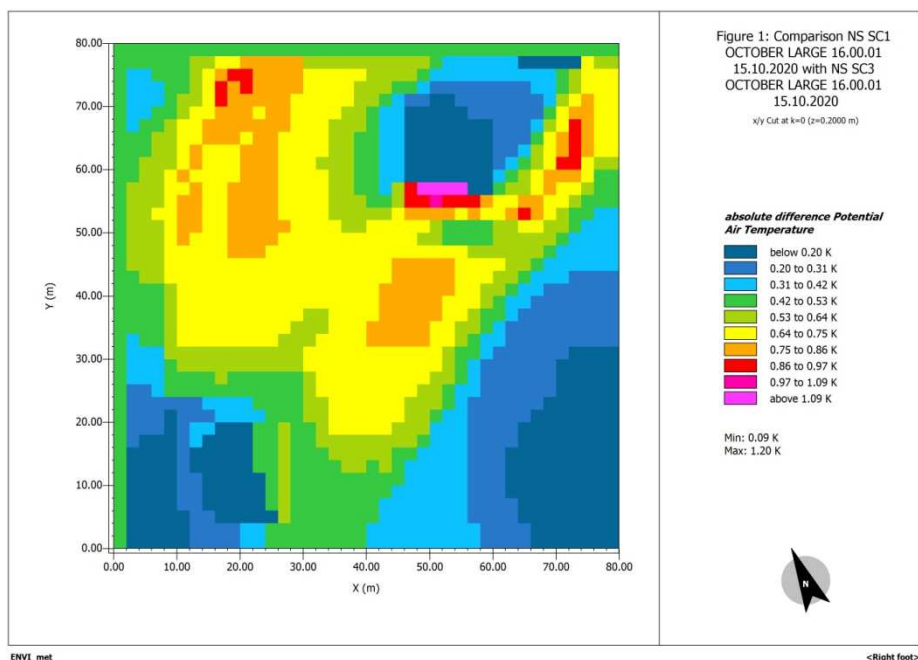 Figure 1: Comparison NS SC1
OCTOBER LARGE 16.00.01
15.10.2020 with NS SC3
OCTOBER LARGE 16.00.01
15.10.2020
x/y Cut at k=0 (z=0.2000 m)
80.00
70.00
60.00
50.00
40.00
30.00
20.00
10.00
0.00
Y (m)
0.00 10.00 20.00 30.00 40.00 50.00 60.00 70.00 80.00
X (m)
absolute difference Potential
Air Temperature
below 0.20 K
0.20 to 0.31 K
0.31 to 0.42 K
0.42 to 0.53 K
0.53 to 0.64 K
0.64 to 0.75 K
0.75 to 0.86 K
0.86 to 0.97 K
0.97 to 1.09 K
above 1.09 K
Min: 0.09 K
Max: 1.20 K
N
ENVI_met
<Right foot>